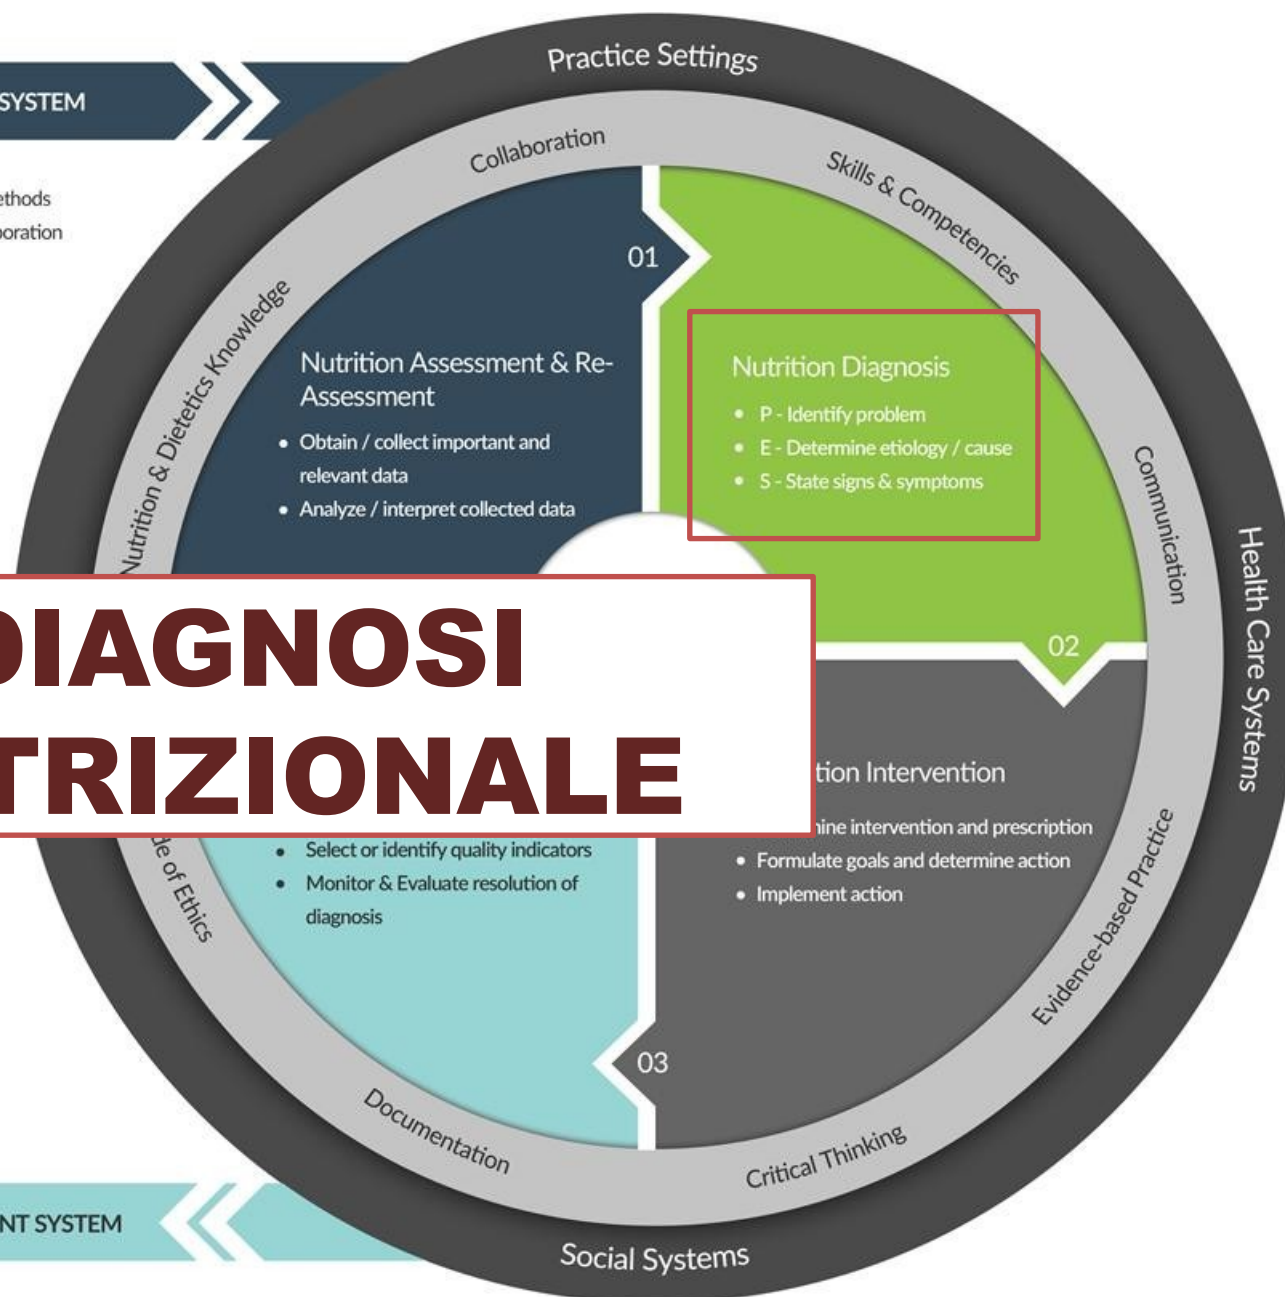 Practice Settings
SYSTEM
Collaboration
Skills & Competencies
Nutrition & Dietetics Knowledge
Communication
Health Care Systems
01
Nutrition Assessment & Re-
Assessment
• Obtain / collect important and
relevant data
• Analyze / interpret collected data
Nutrition Diagnosis
• P - Identify problem
• E - Determine etiology / cause
• S - State signs & symptoms
02
DIAGNOSI
TRIZIONALE
tion Intervention
intervention and prescription
• Formulate goals and determine action
• Implement action
• Select or identify quality indicators
• Monitor & Evaluate resolution of
diagnosis
of Ethics
Evidence-based Practice
03
Documentation
Critical Thinking
NT SYSTEM
Social Systems